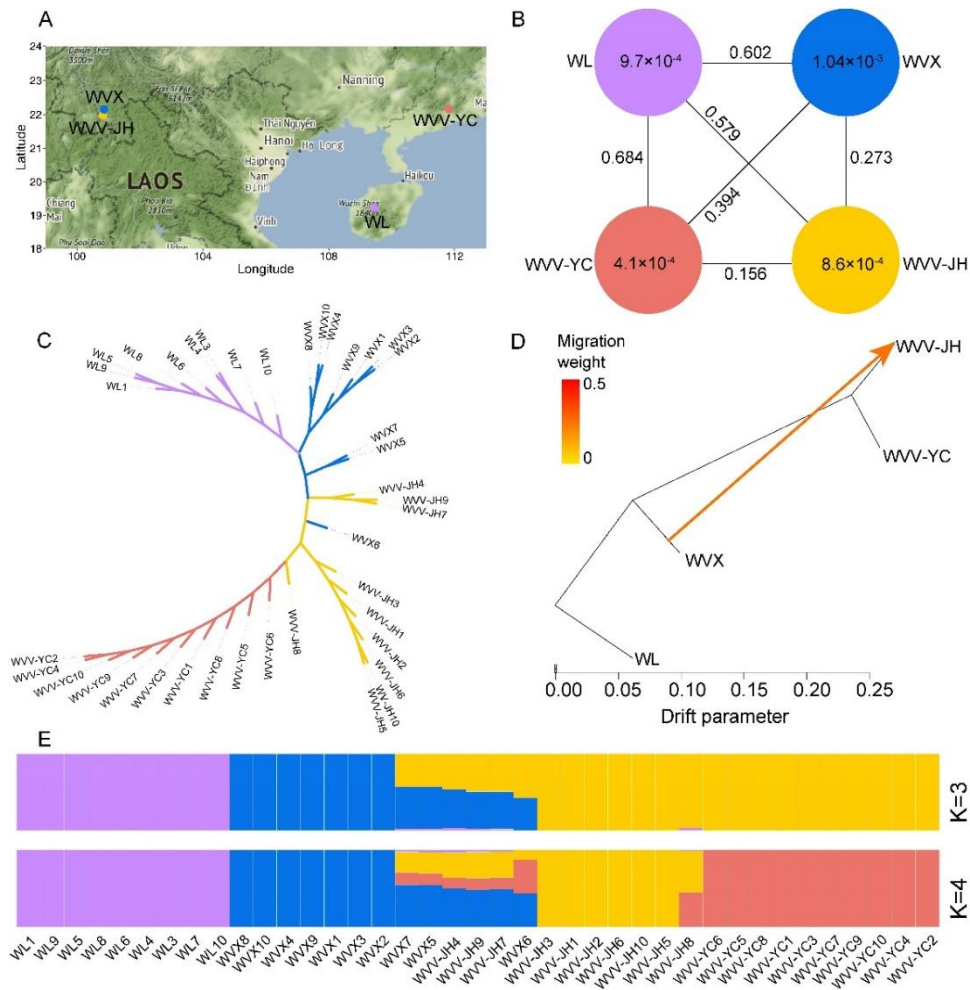 A
24
23
22
21
20
19
18
Latitude
3500m
WVX
WVV-JH
LAOS
Nanning
WVV-YC
Thái Nguyên
Hanoi
Hạ Long
Haiphong
Nam
Định
Haikou
Vinh
WL
Chiang
Mai
100
104
108
112
Longitude
B
WL
9.7×10⁻⁴
0.602
1.04×10⁻³
WVX
0.684
0.579
0.394
0.273
WVV-YC
4.1×10⁻⁴
0.156
8.6×10⁻⁴
WVV-JH
C
WL5
WL9
WL1
WL8
WL6
WL4
WL3
WL7
WL10
WVX8
WVX10
WVX4
WVX9
WVX1
WVX3
WVX2
WVX7
WVX5
WVV-JH4
WVV-JH9
WVV-JH7
WVX6
WVV-JH3
WVV-JH1
WVV-JH2
WVV-JH6
WV-JH10
WVV-JH5
WVV-JH8
WVV-YC6
WVV-YC5
WVV-YC8
WVV-YC1
WVV-YC3
WVV-YC7
WVV-YC9
WVV-YC10
WVV-YC4
WVV-YC2
D
Migration
weight
0.5
0
WVV-JH
WVV-YC
WVX
WL
0.00
0.05
0.10
0.15
0.20
0.25
Drift parameter
E
K=3
K=4
WL1
WL9
WL5
WL8
WL6
WL4
WL3
WL7
WL10
WVX8
WVX10
WVX4
WVX9
WVX1
WVX3
WVX2
WVX7
WVX5
WVV-JH4
WVV-JH9
WVV-JH7
WVX6
WVV-JH3
WVV-JH1
WVV-JH2
WVV-JH6
WVV-JH10
WVV-JH5
WVV-JH8
WVV-YC6
WVV-YC5
WVV-YC8
WVV-YC1
WVV-YC3
WVV-YC7
WVV-YC9
WVV-YC10
WVV-YC4
WVV-YC2